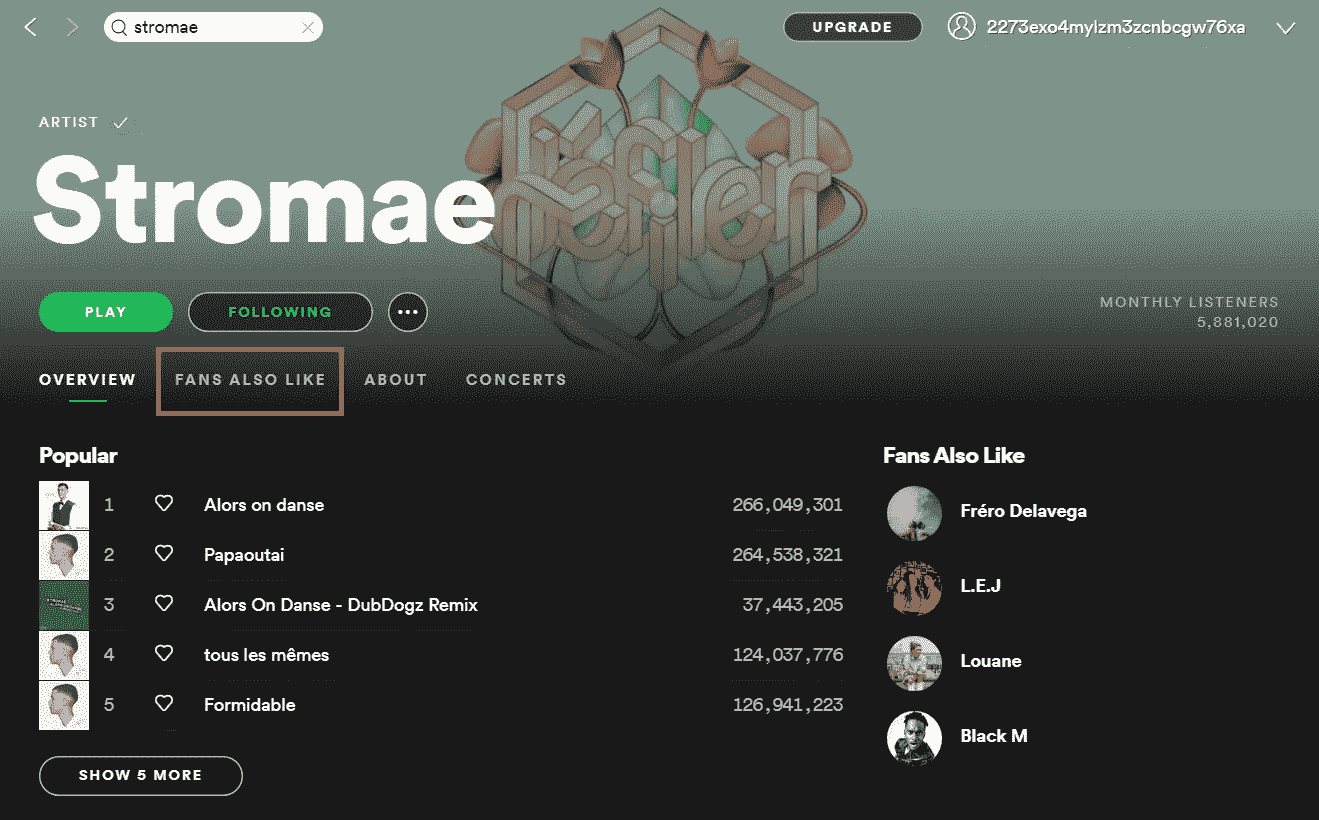 stromae
UPGRADE
2273exo4mylzm3zcnbcgw76xa
ARTIST
Stromae
PLAY
FOLLOWING
MONTHLY LISTENERS
5,881,020
OVERVIEW
FANS ALSO LIKE
ABOUT
CONCERTS
Popular
1 Alors on danse 266,049,301
2 Papaoutai 264,538,321
3 Alors On Danse - DubDogz Remix 37,443,205
4 tous les mêmes 124,037,776
5 Formidable 126,941,223
SHOW 5 MORE
Fans Also Like
Fréro Delavega
L.E.J
Louane
Black M